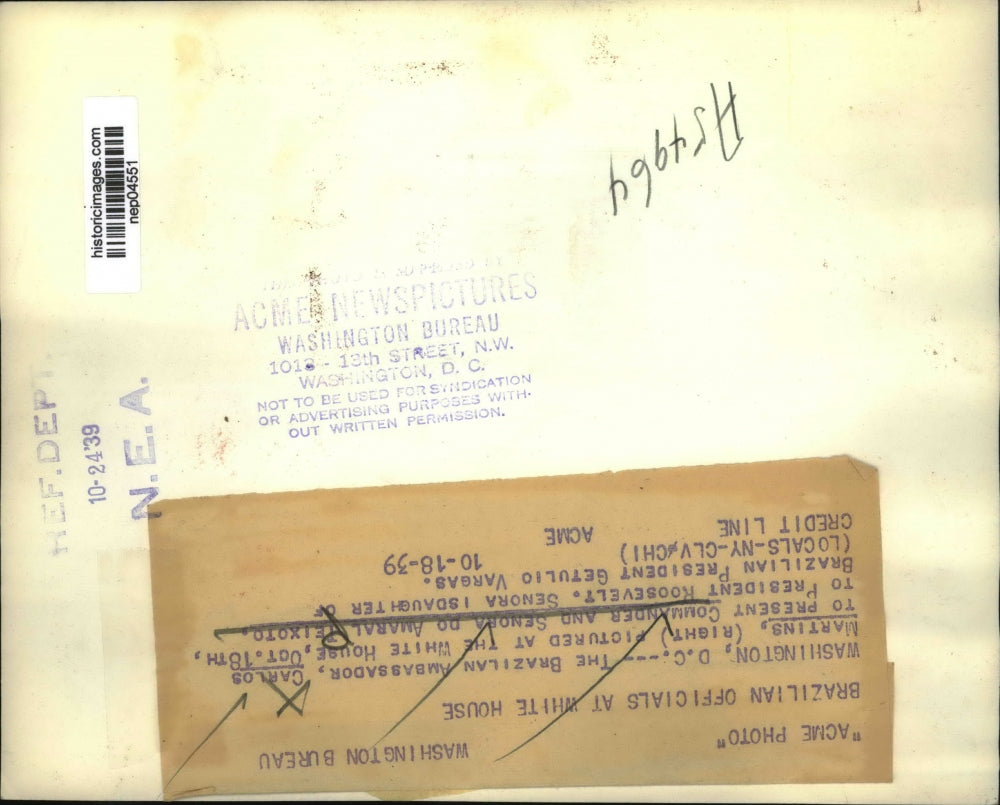 historicimages.com
nep04551
ACME NEWSPICTURES
WASHINGTON BUREAU
1013 - 13th STREET, N.W.
WASHINGTON, D. C.
NOT TO BE USED FOR SYNDICATION
OR ADVERTISING PURPOSES WITH-
OUT WRITTEN PERMISSION.
REF. DEPT.
10-24'39
N.E.A.
"ACME PHOTO" WASHINGTON BUREAU
BRAZILIAN OFFICIALS AT WHITE HOUSE
WASHINGTON, D.C.---THE BRAZILAN AMBASSADOR, CARLOS
MARTINS, (RIGHT) PICTURED AT THE WHITE HOUSE, OCT. 18TH,
TO PRESENT COMMANDER AND SENORA DO AMARAL PEIXOTO,
TO PRESIDENT ROOSEVELT. SENORA ISDAUGHTER OF
BRAZILIAN PRESIDENT GETULIO VARGAS.
(LOCALS-NY-CLV-CHI) 10-18-39
CREDIT LINE ACME